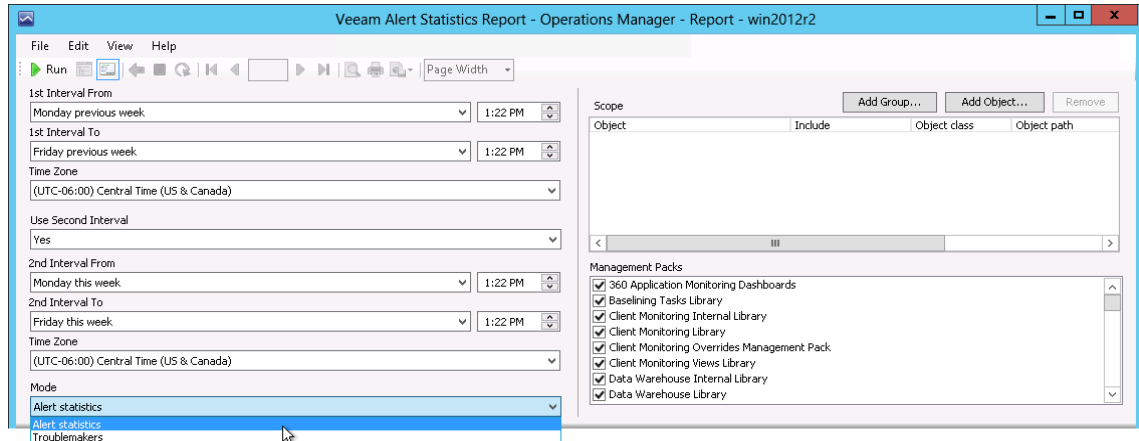 Veeam Alert Statistics Report - Operations Manager - Report - win2012r2
File Edit View Help
Run Page Width
1st Interval From
Monday previous week 1:22 PM
1st Interval To
Friday previous week 1:22 PM
Time Zone
(UTC-06:00) Central Time (US & Canada)
Use Second Interval
Yes
2nd Interval From
Monday this week 1:22 PM
2nd Interval To
Friday this week 1:22 PM
Time Zone
(UTC-06:00) Central Time (US & Canada)
Mode
Alert statistics
Alert statistics
Troublemakers
Scope Add Group... Add Object... Remove
Object Include Object class Object path
Management Packs
360 Application Monitoring Dashboards
Baselining Tasks Library
Client Monitoring Internal Library
Client Monitoring Library
Client Monitoring Overrides Management Pack
Client Monitoring Views Library
Data Warehouse Internal Library
Data Warehouse Library